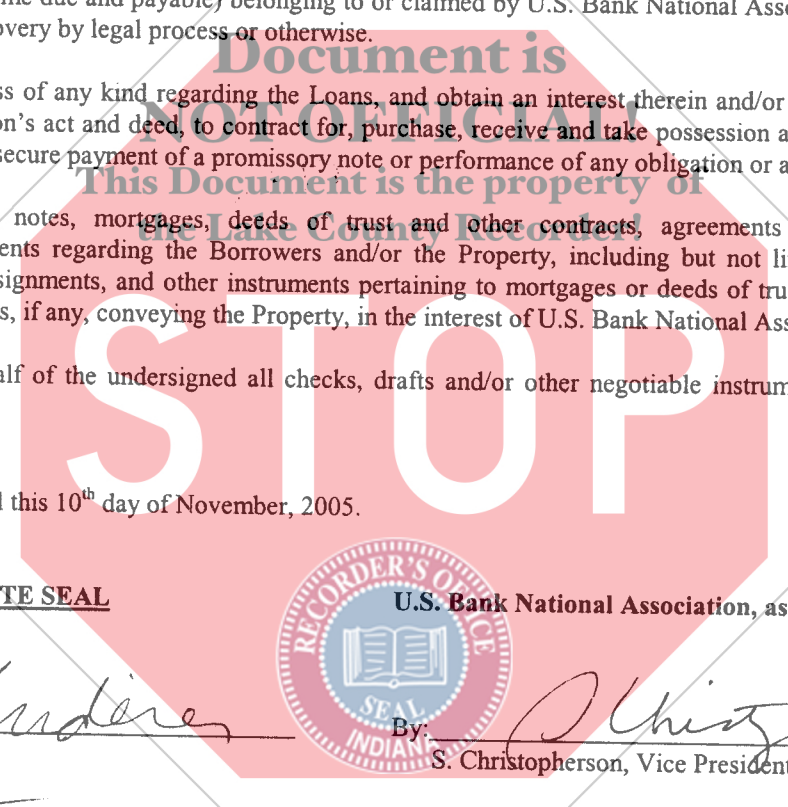 me due and payable) belonging to or claimed by U.S. Bank National Asso
overy by legal process or otherwise.
Document is
ss of any kind regarding the Loans, and obtain an interest therein and/or
NOT OFFICIAL!
on's act and deed, to contract for, purchase, receive and take possession a
secure payment of a promissory note or performance of any obligation or a
This Document is the property of
notes, mortgages, deeds of trust and other contracts, agreements
the Lake County Recorder!
ents regarding the Borrowers and/or the Property, including but not li
signments, and other instruments pertaining to mortgages or deeds of tru
s, if any, conveying the Property, in the interest of U.S. Bank National Ass
STOP
alf of the undersigned all checks, drafts and/or other negotiable instrum
d this 10th day of November, 2005.
TE SEAL
U.S. Bank National Association, as
RECORDER'S OFFICE
SEAL
INDIANA
By:
S. Christopherson, Vice President